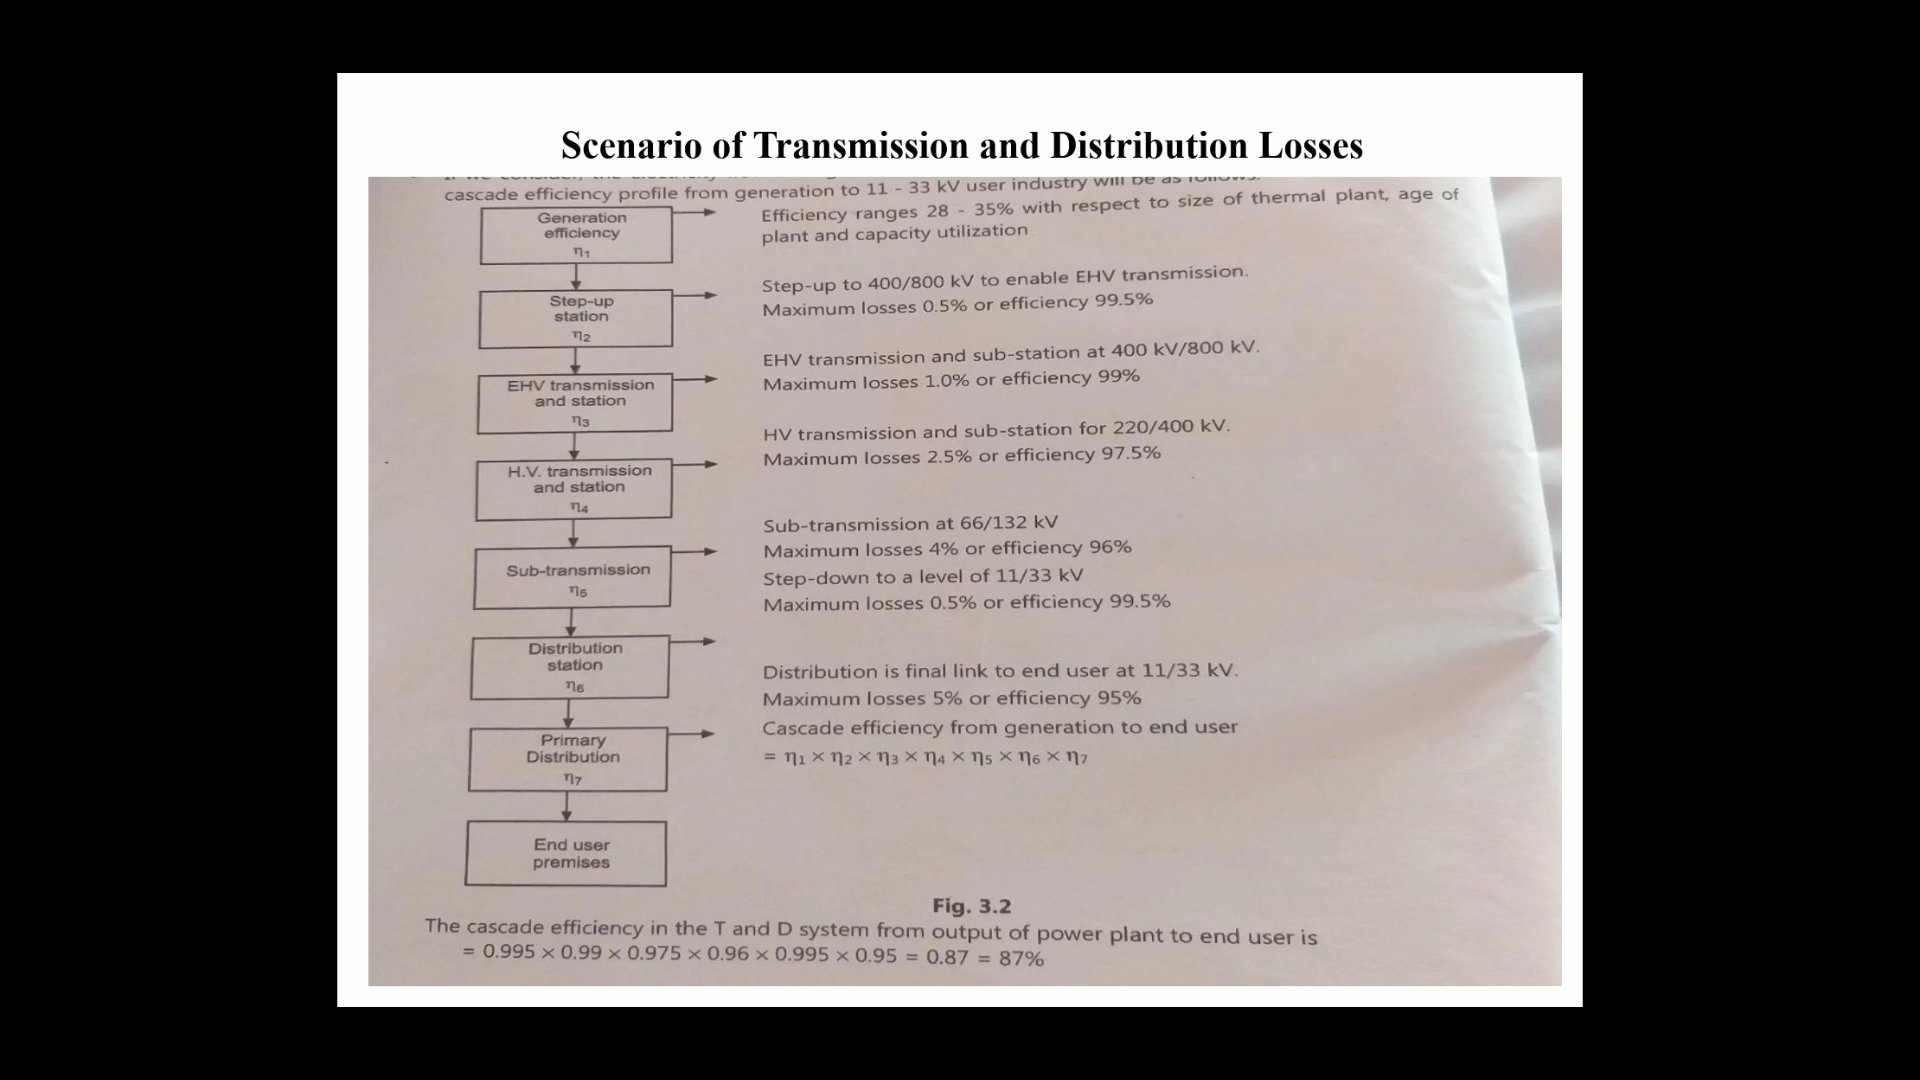 Scenario of Transmission and Distribution Losses
cascade efficiency profile from generation to 11 - 33 kV user industry will be as follows.
Generation
efficiency
η1
Efficiency ranges 28 - 35% with respect to size of thermal plant, age of
plant and capacity utilization
Step-up
station
η2
Step-up to 400/800 kV to enable EHV transmission.
Maximum losses 0.5% or efficiency 99.5%
EHV transmission
and station
η3
EHV transmission and sub-station at 400 kV/800 kV.
Maximum losses 1.0% or efficiency 99%
H.V. transmission
and station
η4
HV transmission and sub-station for 220/400 kV.
Maximum losses 2.5% or efficiency 97.5%
Sub-transmission
η5
Sub-transmission at 66/132 kV
Maximum losses 4% or efficiency 96%
Step-down to a level of 11/33 kV
Maximum losses 0.5% or efficiency 99.5%
Distribution
station
η6
Distribution is final link to end user at 11/33 kV.
Maximum losses 5% or efficiency 95%
Primary
Distribution
η7
Cascade efficiency from generation to end user
= η1 × η2 × η3 × η4 × η5 × η6 × η7
End user
premises
Fig. 3.2
The cascade efficiency in the T and D system from output of power plant to end user is
= 0.995 × 0.99 × 0.975 × 0.96 × 0.995 × 0.95 = 0.87 = 87%